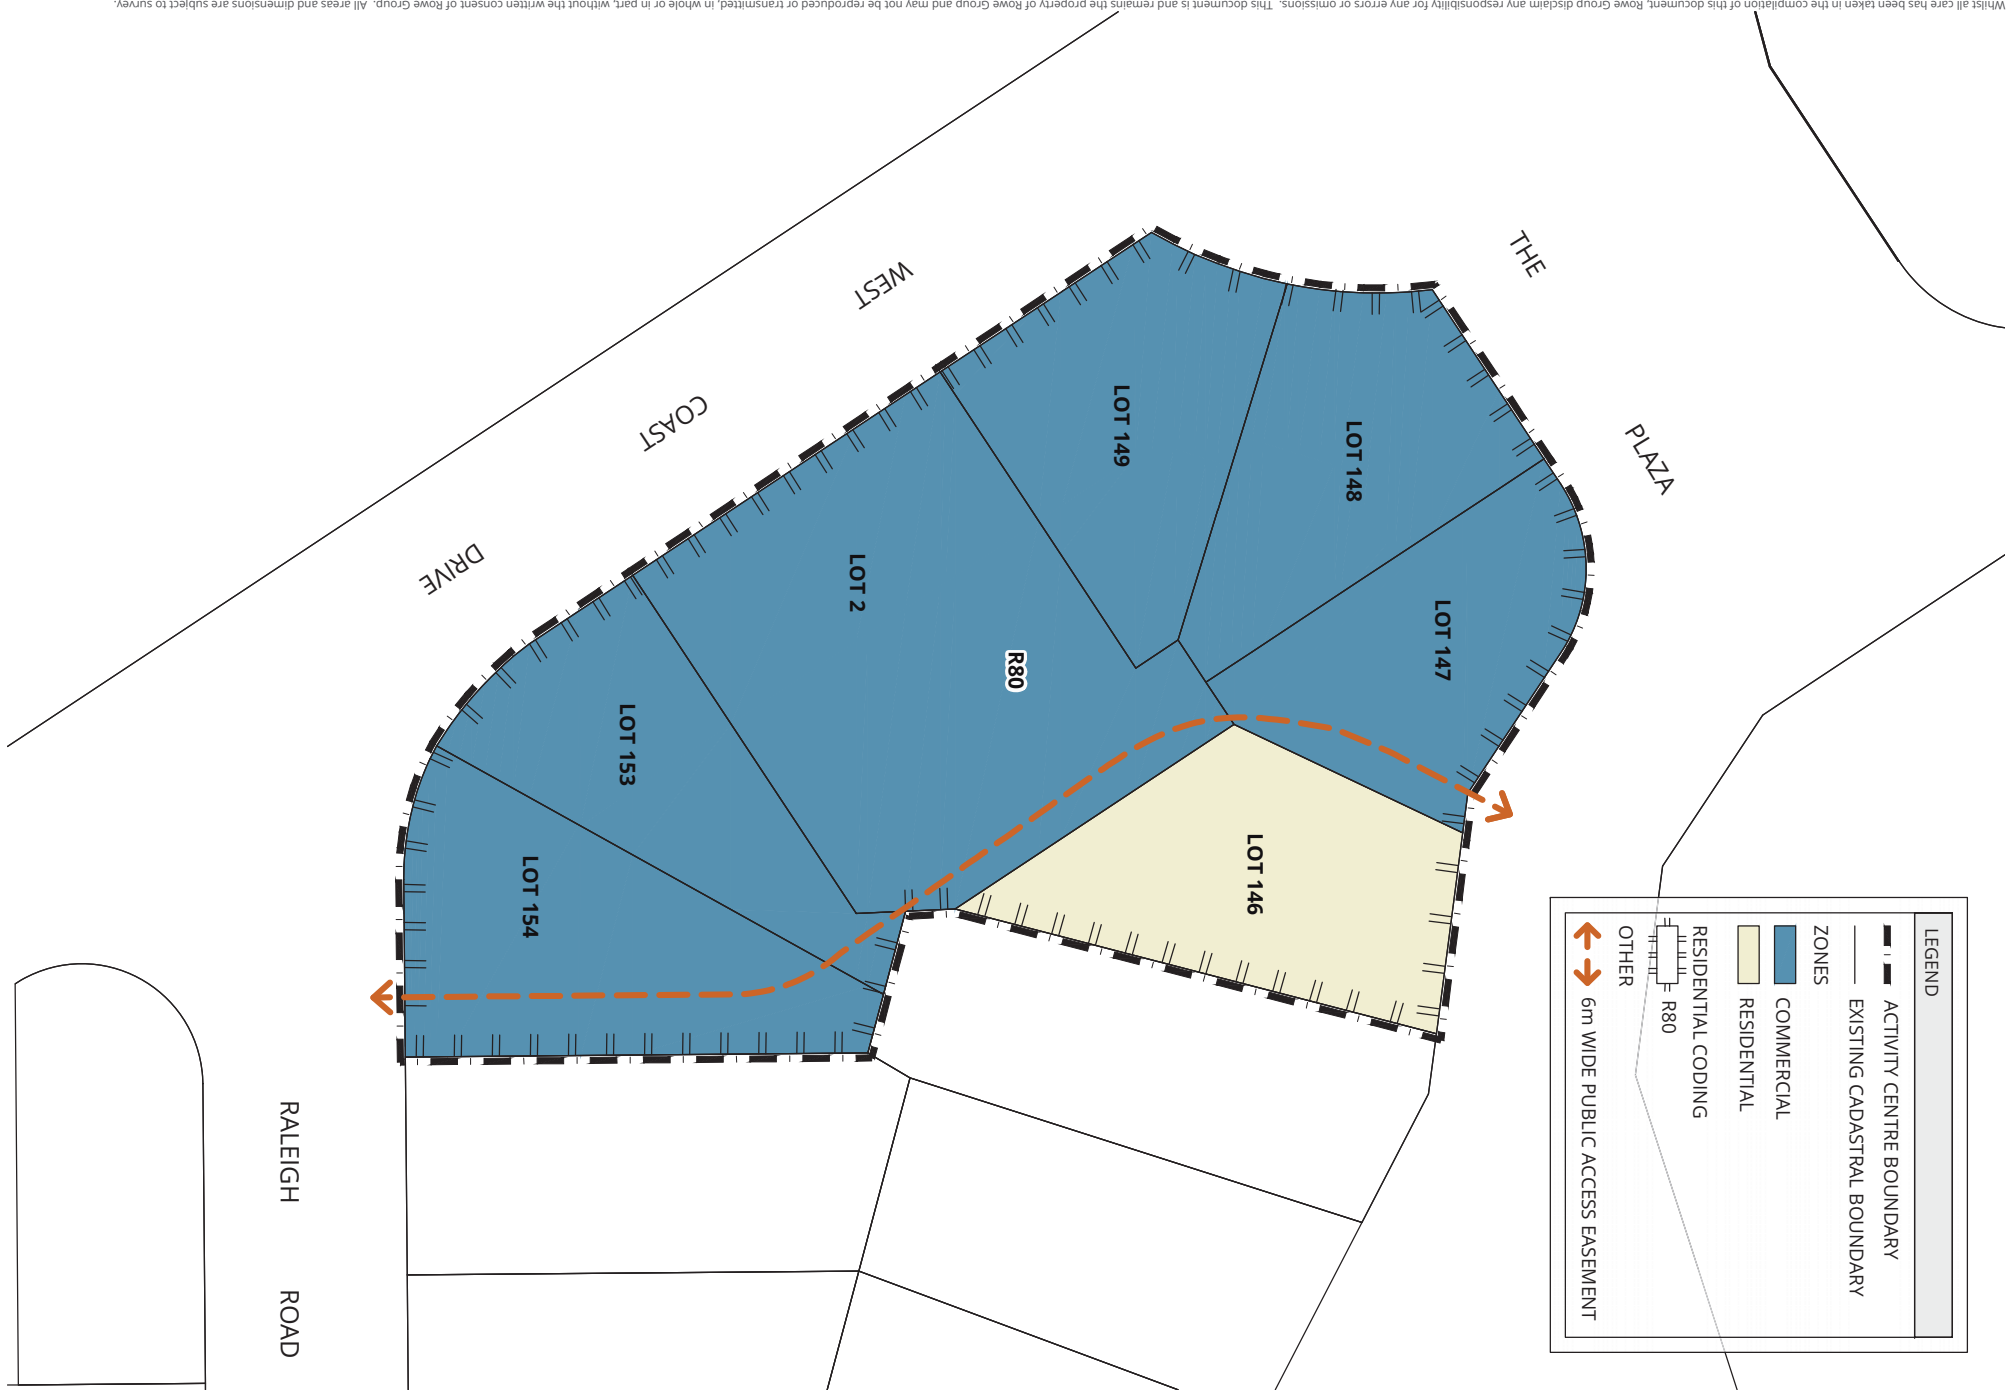 Whilst all care has been taken in the compilation of this document, Rowe Group disclaim any responsibility for any errors or omissions.  This document is and remains the property of Rowe Group and may not be reproduced or transmitted, in whole or in part, without the written consent of Rowe Group.  All areas and dimensions are subject to survey.
THE
PLAZA
WEST
COAST
DRIVE
LOT 149
LOT 148
LOT 147
LOT 2
R80
LOT 153
LOT 154
LOT 146
RALEIGH
ROAD
LEGEND
ACTIVITY CENTRE BOUNDARY
EXISTING CADASTRAL BOUNDARY
ZONES
COMMERCIAL
RESIDENTIAL
RESIDENTIAL CODING
R80
OTHER
6m WIDE PUBLIC ACCESS EASEMENT